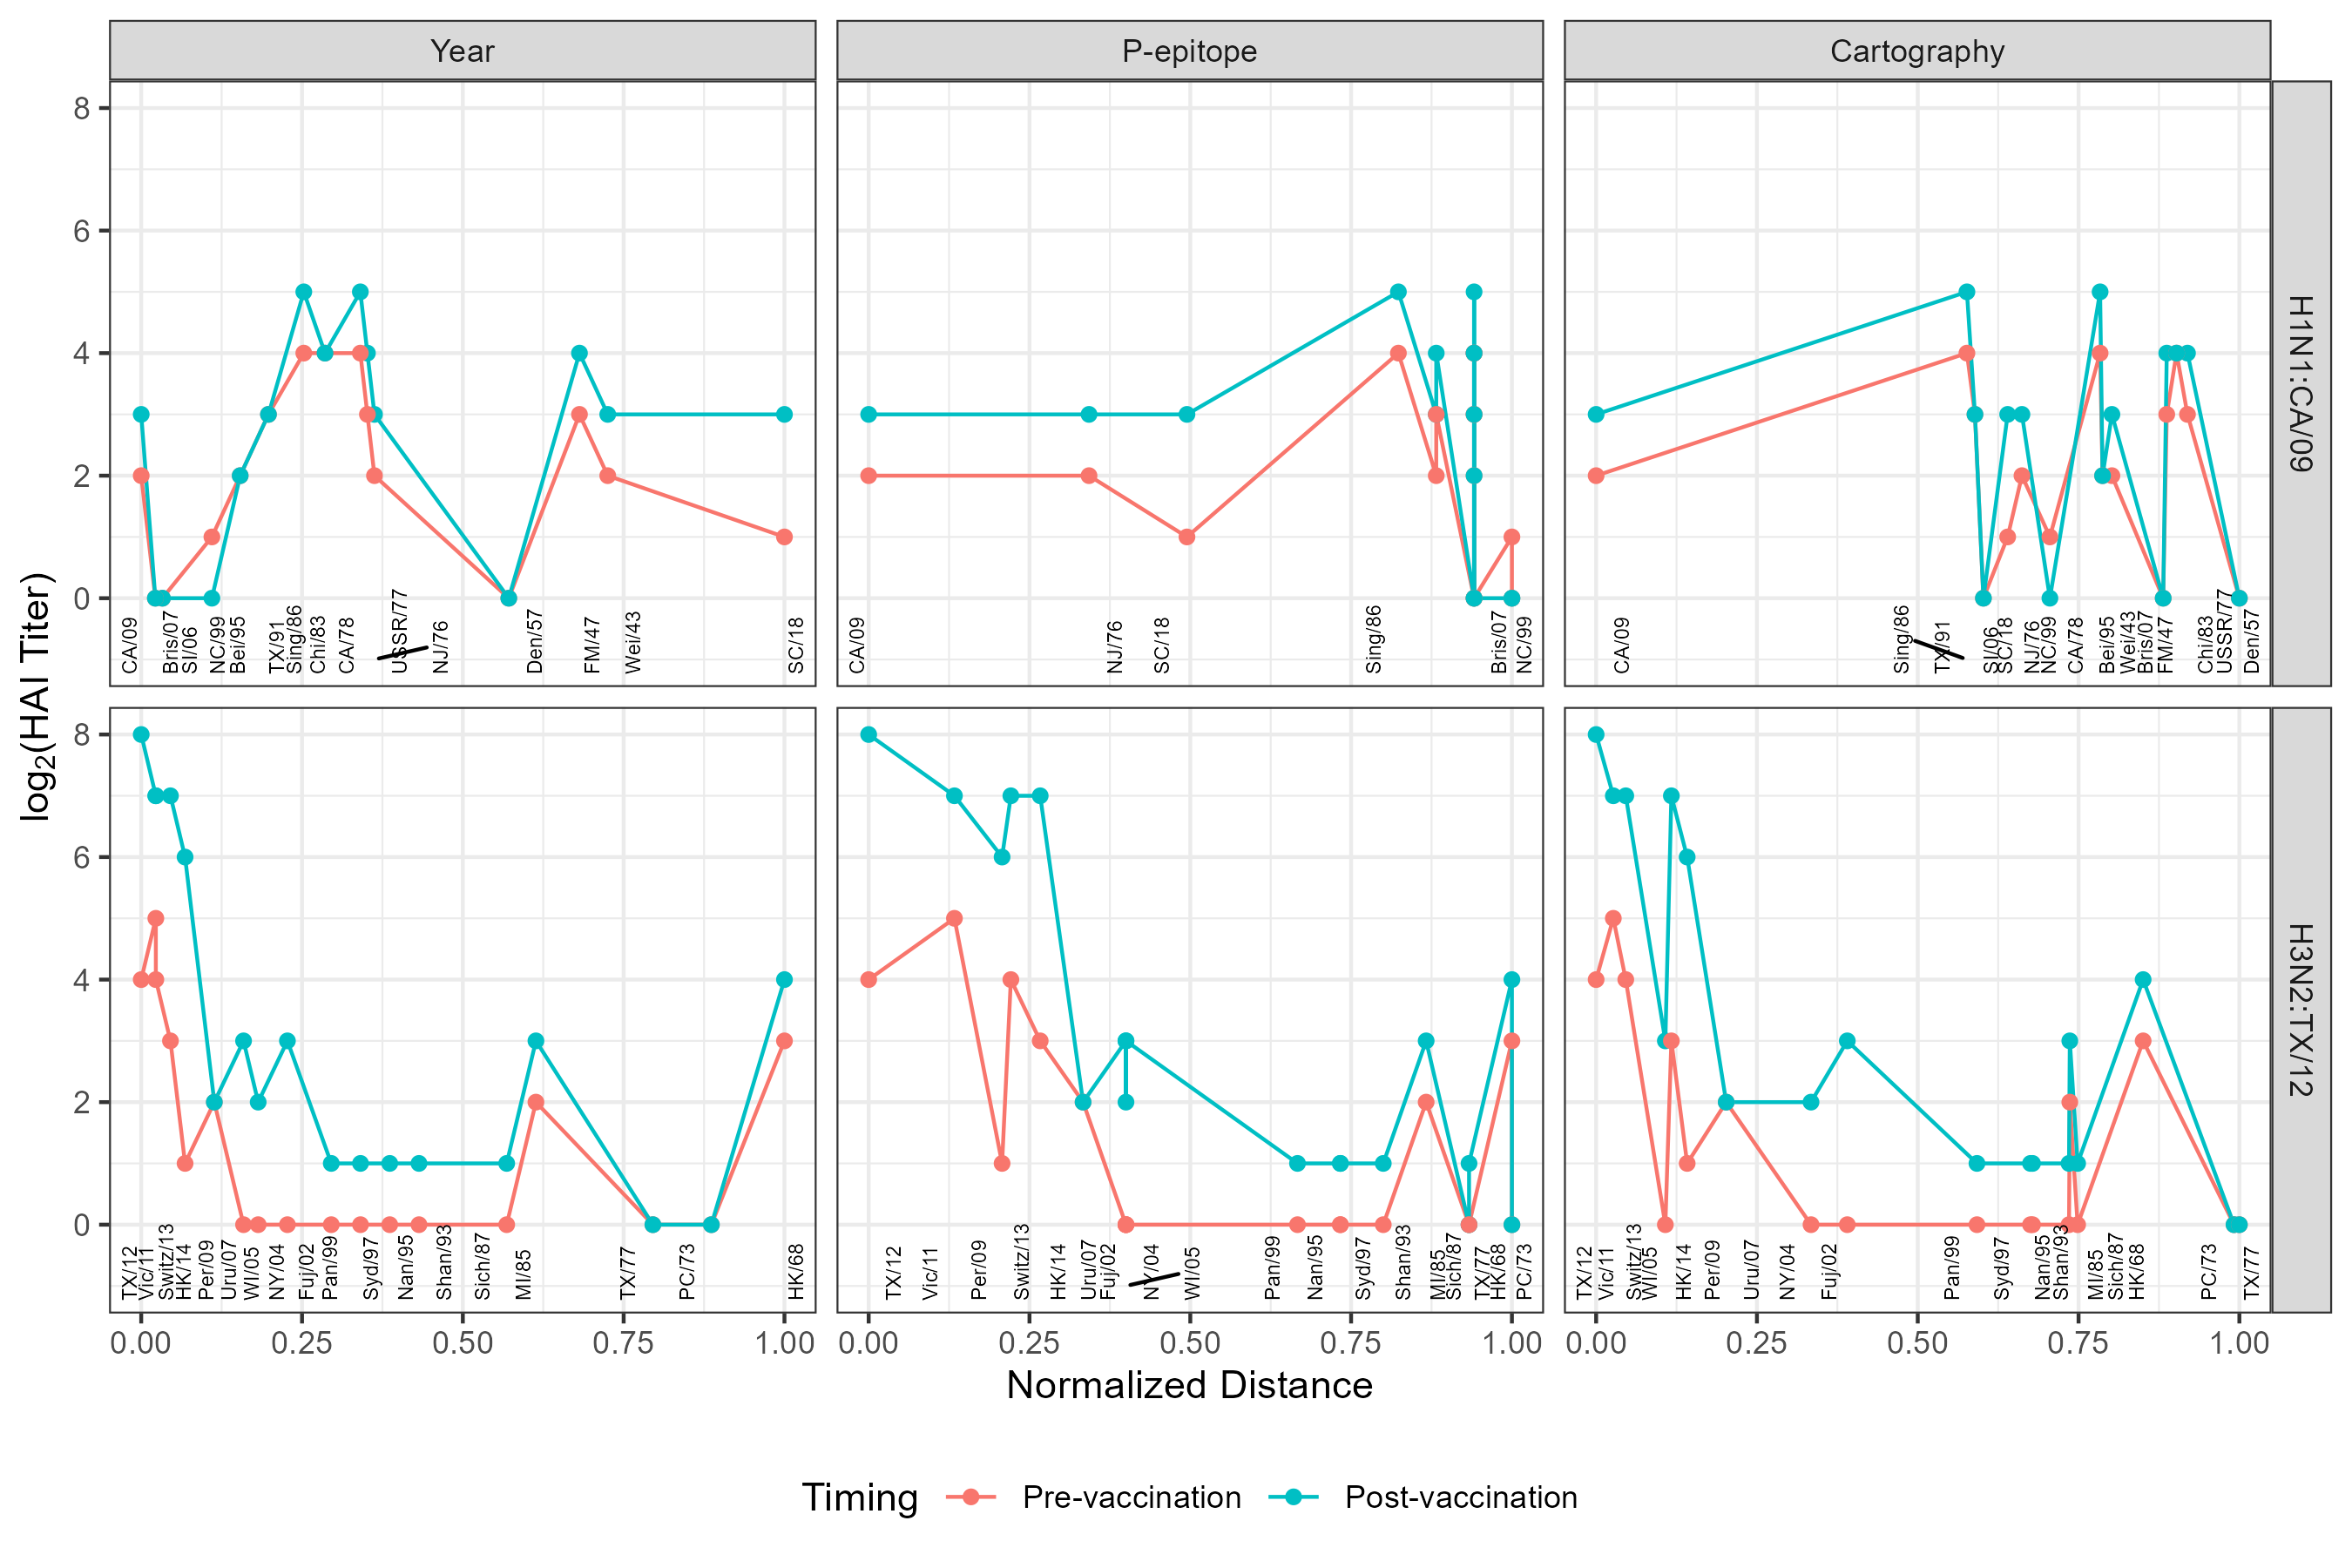 Year
P-epitope
Cartography
H1N1:CA/09
H3N2:TX/12
log2(HAI Titer)
8
6
4
2
0
CA/09
Bris/07
SI/06
NC/99
Bei/95
TX/91
Sing/86
Chi/83
CA/78
USSR/77
NJ/76
Den/57
FM/47
Wei/43
SC/18
CA/09
NJ/76
SC/18
Sing/86
Bris/07
NC/99
CA/09
Sing/86
TX/91
SI/06
SC/18
NJ/76
NC/99
CA/78
Bei/95
Wei/43
Bris/07
FM/47
Chi/83
USSR/77
Den/57
8
6
4
2
0
TX/12
Vic/11
Switz/13
HK/14
Per/09
Uru/07
WI/05
NY/04
Fuj/02
Pan/99
Syd/97
Nan/95
Shan/93
Sich/87
MI/85
TX/77
PC/73
HK/68
TX/12
Vic/11
Per/09
Switz/13
HK/14
Uru/07
Fuj/02
NY/04
WI/05
Pan/99
Nan/95
Syd/97
Shan/93
MI/85
Sich/87
TX/77
HK/68
PC/73
TX/12
Vic/11
Switz/13
WI/05
HK/14
Per/09
Uru/07
NY/04
Fuj/02
Pan/99
Syd/97
Nan/95
Shan/93
MI/85
Sich/87
HK/68
PC/73
TX/77
0.00 0.25 0.50 0.75 1.00
0.00 0.25 0.50 0.75 1.00
0.00 0.25 0.50 0.75 1.00
Normalized Distance
Timing Pre-vaccination Post-vaccination